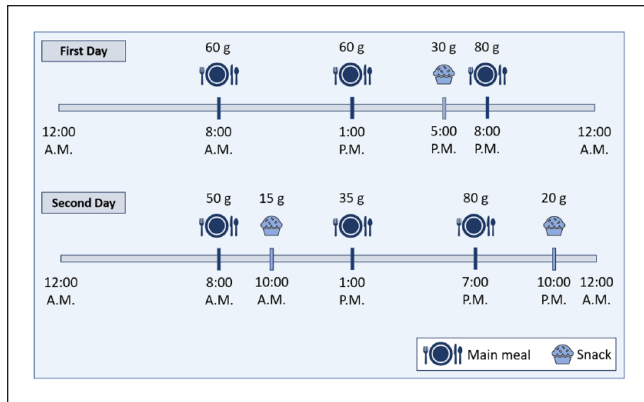 First Day
60 g 60 g 30 g 80 g
12:00 8:00 1:00 5:00 8:00 12:00
A.M. A.M. P.M. P.M. P.M. A.M.
Second Day
50 g 15 g 35 g 80 g 20 g
12:00 8:00 10:00 1:00 7:00 10:00 12:00
A.M. A.M. A.M. P.M. P.M. P.M. A.M.
Main meal Snack